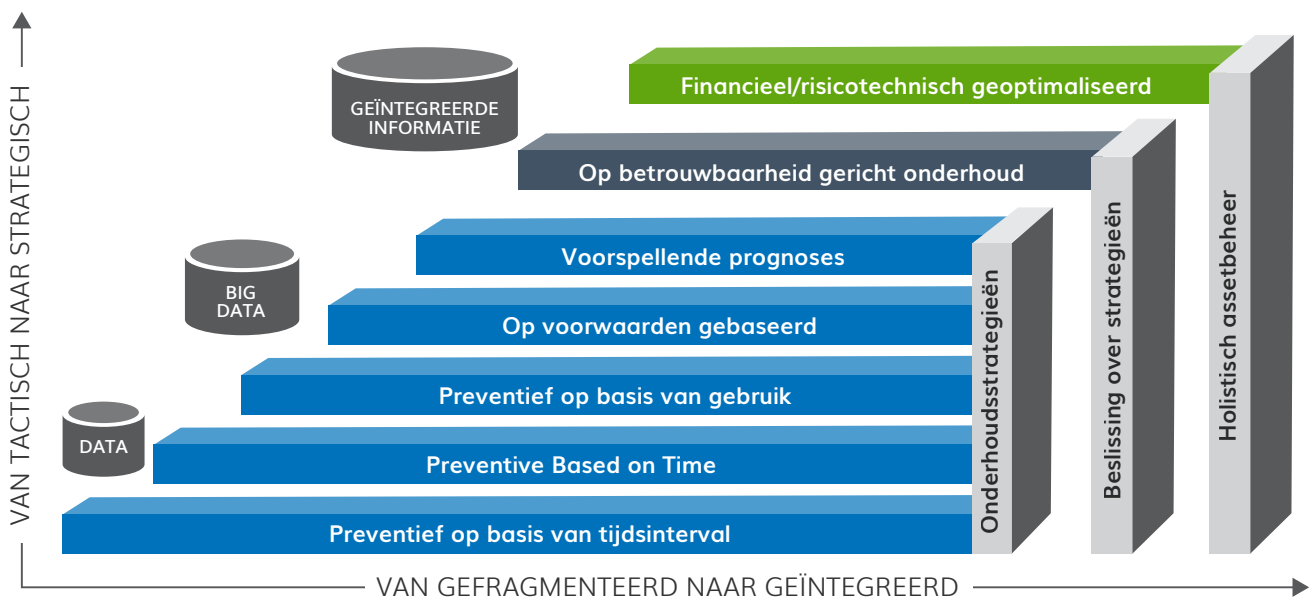 VAN TACTISCH NAAR STRATEGISCH
GEÏNTEGREERDE
INFORMATIE
BIG
DATA
DATA
Financieel/risicotechnisch geoptimaliseerd
Op betrouwbaarheid gericht onderhoud
Voorspellende prognoses
Op voorwaarden gebaseerd
Preventief op basis van gebruik
Preventive Based on Time
Preventief op basis van tijdsinterval
Onderhoudsstrategieën
Beslissing over strategieën
Holistisch assetbeheer
VAN GEFRAGMENTEERD NAAR GEÏNTEGREERD